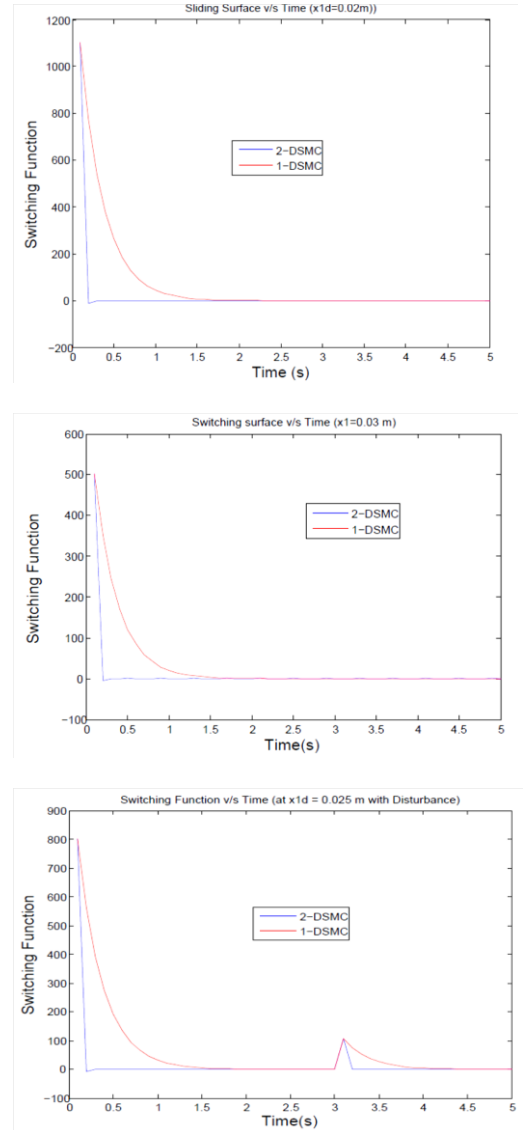 Sliding Surface v/s Time (x1d=0.02m))
1200
1000
800
600
400
200
0
−200
Switching Function
2−DSMC
1−DSMC
0 0.5 1 1.5 2 2.5 3 3.5 4 4.5 5
Time (s)
Switching surface v/s Time (x1=0.03 m)
600
500
400
300
200
100
0
−100
Switching Function
2−DSMC
1−DSMC
0 0.5 1 1.5 2 2.5 3 3.5 4 4.5 5
Time(s)
Switching Function v/s Time (at x1d = 0.025 m with Disturbance)
900
800
700
600
500
400
300
200
100
0
−100
Switching Function
2−DSMC
1−DSMC
0 0.5 1 1.5 2 2.5 3 3.5 4 4.5 5
Time(s)